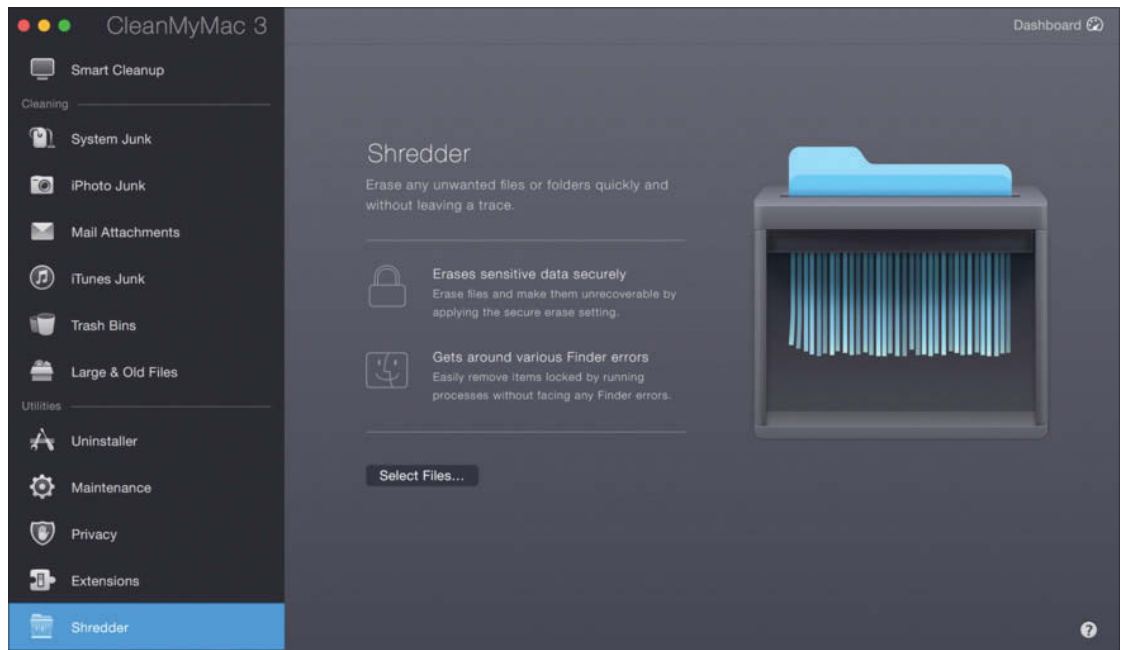 CleanMyMac 3
Dashboard
Smart Cleanup
Cleaning
System Junk
iPhoto Junk
Mail Attachments
iTunes Junk
Trash Bins
Large & Old Files
Utilities
Uninstaller
Maintenance
Privacy
Extensions
Shredder
Shredder
Erase any unwanted files or folders quickly and
without leaving a trace.
Erases sensitive data securely
Erase files and make them unrecoverable by
applying the secure erase setting.
Gets around various Finder errors
Easily remove items locked by running
processes without facing any Finder errors.
Select Files...
?